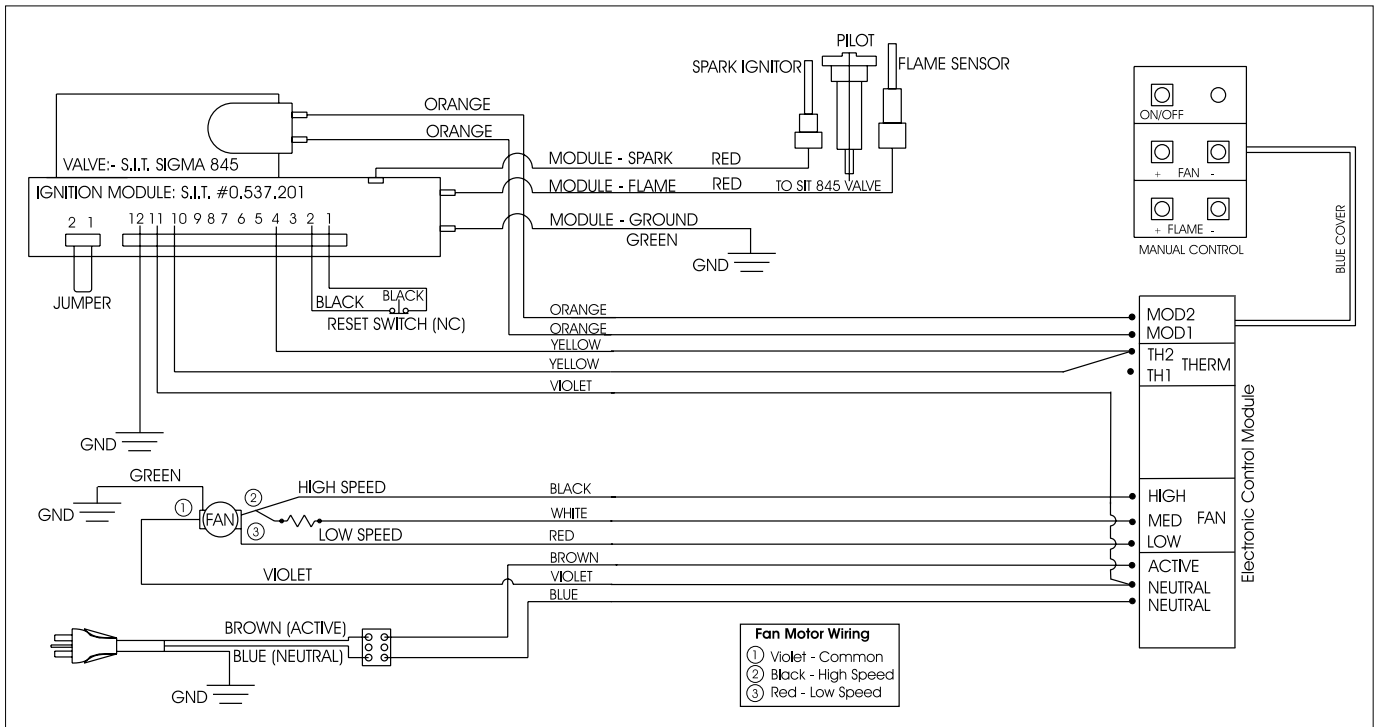 PILOT
SPARK IGNITOR
FLAME SENSOR
ORANGE
ORANGE
ON/OFF
VALVE:- S.I.T. SIGMA 845
MODULE - SPARK RED
+ FAN -
IGNITION MODULE: S.I.T. #0.537.201
MODULE - FLAME RED
TO SIT 845 VALVE
2 1
12 11 10 9 8 7 6 5 4 3 2 1
MODULE - GROUND
GREEN
+ FLAME -
MANUAL CONTROL
BLUE COVER
GND
JUMPER
BLACK
BLACK
RESET SWITCH (NC)
ORANGE
MOD2
ORANGE
MOD1
YELLOW
TH2
THERM
YELLOW
TH1
VIOLET
GND
Electronic Control Module
GREEN
GND
1
FAN
2
3
HIGH SPEED
BLACK
HIGH
WHITE
MED
FAN
LOW SPEED
RED
LOW
BROWN
ACTIVE
VIOLET
VIOLET
NEUTRAL
BLUE
NEUTRAL
BROWN (ACTIVE)
BLUE (NEUTRAL)
GND
Fan Motor Wiring
1 Violet - Common
2 Black - High Speed
3 Red - Low Speed